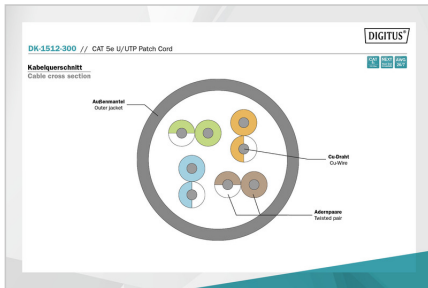 DIGITUS®
DK-1512-300 // CAT 5e U/UTP Patch Cord
Kabelquerschnitt
Cable cross section
Außenmantel
Outer jacket
Cu-Draht
Cu-Wire
Adernpaare
Twisted pair